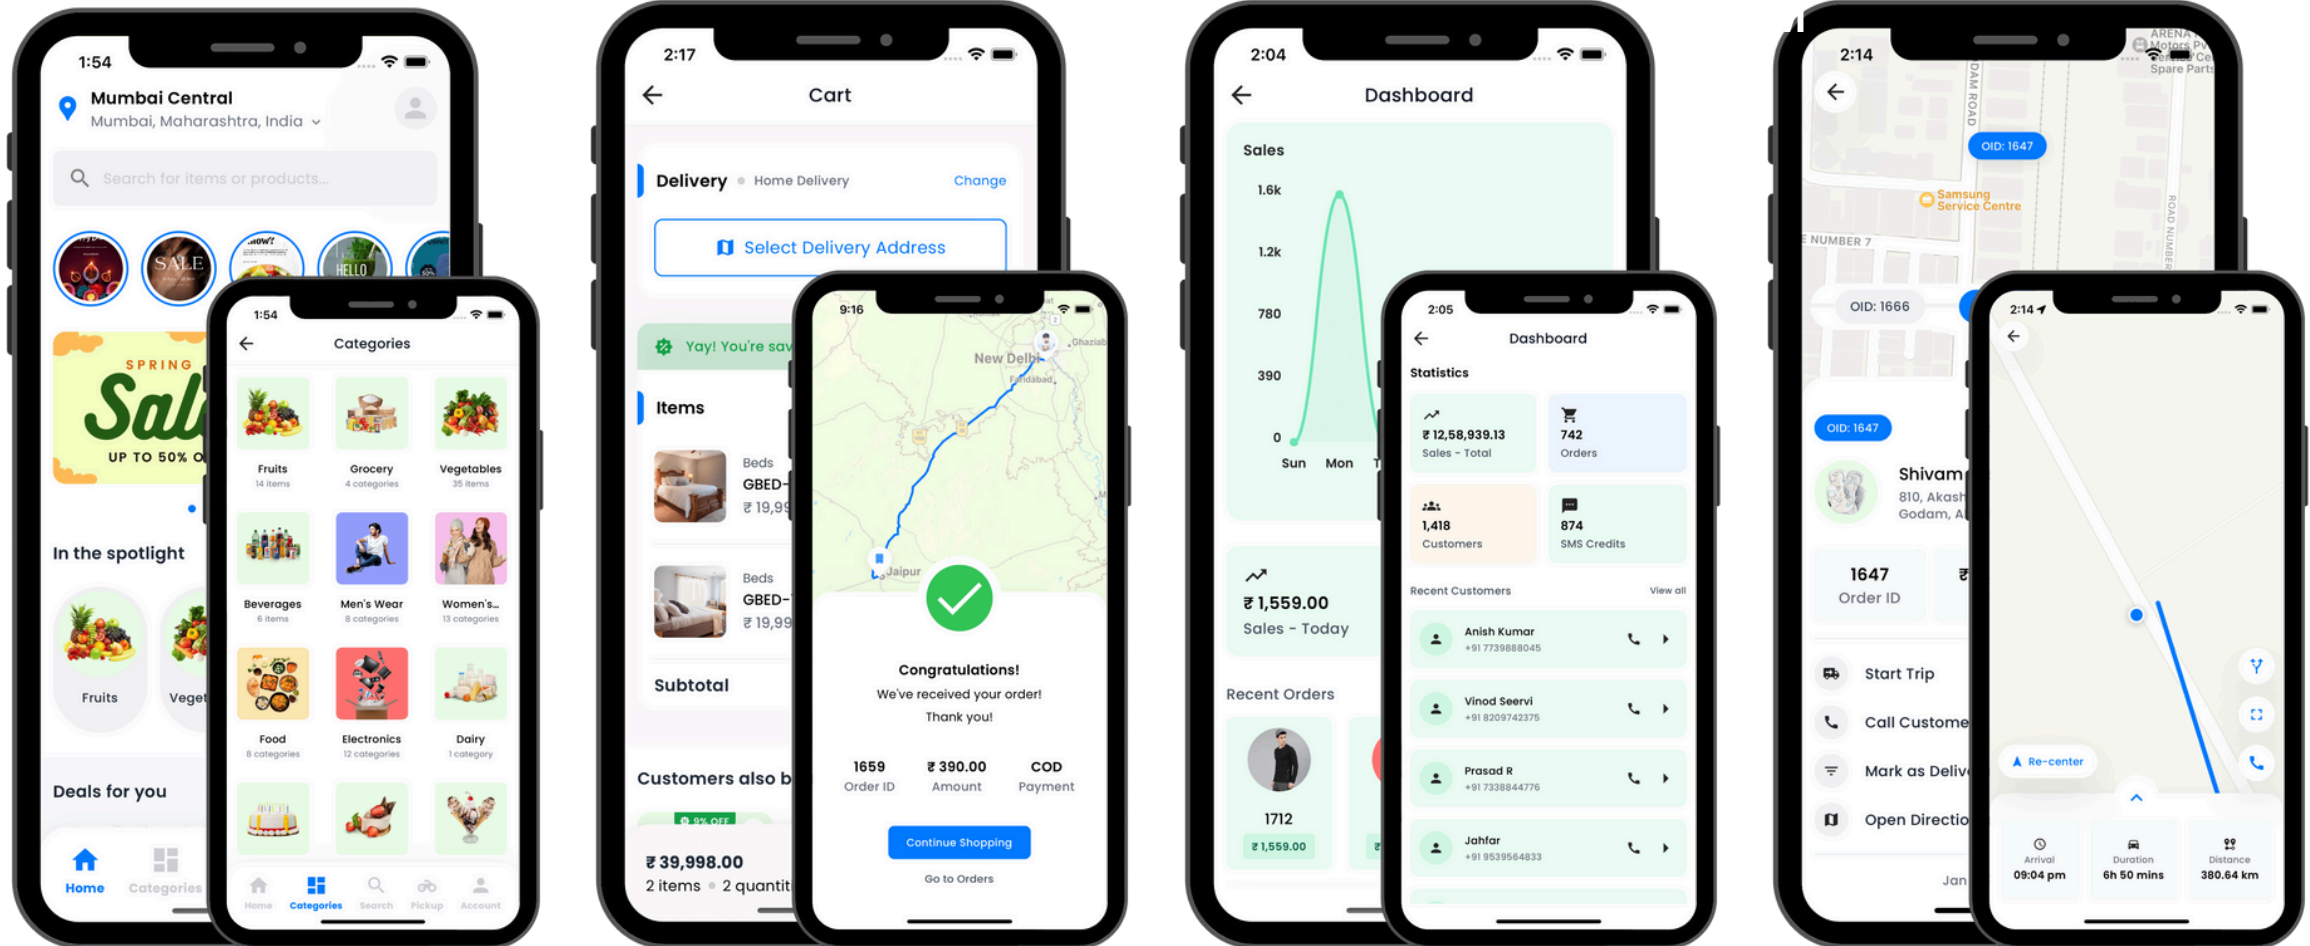 1:54
Mumbai Central
Mumbai, Maharashtra, India
Search for items or products...
SALE
HELLO
SPRING
UP TO 50% O
In the spotlight
Fruits
Veget
Deals for you
Home
Categories
1:54
Categories
Fruits
14 items
Grocery
4 categories
Vegetables
35 items
Beverages
6 items
Men's Wear
8 categories
Women's...
13 categories
Food
8 categories
Electronics
12 categories
Dairy
1 category
Home
Categories
Search
Pickup
Account
2:17
Cart
Delivery
Home Delivery
Change
Select Delivery Address
Yay! You're sav
Items
Beds
GBED-
₹ 19,99
Beds
GBED-
₹ 19,99
Subtotal
Customers also b
9% OFF
₹ 39,998.00
2 items
2 quantit
9:16
New Delhi
Ghaziab
Faridabad
Jaipur
Congratulations!
We've received your order!
Thank you!
1659
Order ID
₹ 390.00
Amount
COD
Payment
Continue Shopping
Go to Orders
2:04
Dashboard
Sales
1.6k
1.2k
780
390
0
Sun
Mon
T
₹ 1,559.00
Sales - Today
Recent Orders
1712
₹ 1,559.00
2:05
Dashboard
Statistics
₹ 12,58,939.13
Sales - Total
742
Orders
1,418
Customers
874
SMS Credits
Recent Customers
View all
Anish Kumar
+91 7739888045
Vinod Seervi
+91 8209742375
Prasad R
+91 7338844776
Jahfar
+91 9539564833
2:14
ARENA
Motors Pv
Spare Parts
DAM ROAD
OID: 1647
Samsung
Service Centre
E NUMBER 7
ROAD NUMBER
OID: 1666
OID: 1647
Shivam
810, Akash
Godam, A
1647
Order ID
₹
Start Trip
Call Custome
Mark as Delive
Open Directio
Jan
2:14
Re-center
Arrival
09:04 pm
Duration
6h 50 mins
Distance
380.64 km